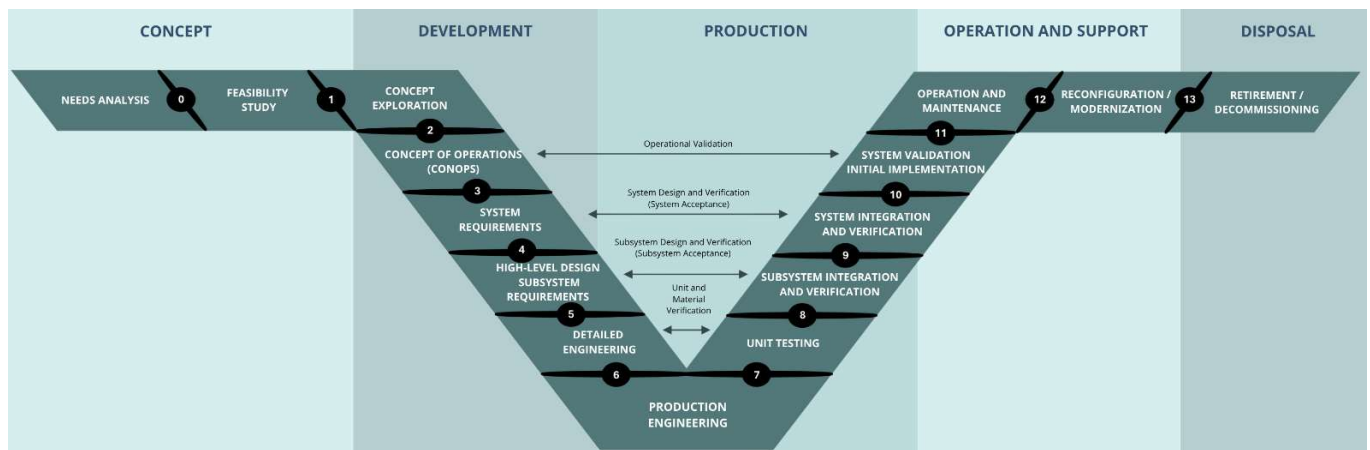 CONCEPT
DEVELOPMENT
PRODUCTION
OPERATION AND SUPPORT
DISPOSAL
NEEDS ANALYSIS
0
FEASIBILITY
STUDY
1
CONCEPT
EXPLORATION
2
CONCEPT OF OPERATIONS
(CONOPS)
3
SYSTEM
REQUIREMENTS
4
HIGH-LEVEL DESIGN
SUBSYSTEM
REQUIREMENTS
5
DETAILED
ENGINEERING
6
PRODUCTION
ENGINEERING
7
UNIT TESTING
8
SUBSYSTEM INTEGRATION
AND VERIFICATION
9
SYSTEM INTEGRATION
AND VERIFICATION
10
SYSTEM VALIDATION
INITIAL IMPLEMENTATION
11
OPERATION AND
MAINTENANCE
12
RECONFIGURATION /
MODERNIZATION
13
RETIREMENT /
DECOMMISSIONING
Operational Validation
System Design and Verification
(System Acceptance)
Subsystem Design and Verification
(Subsystem Acceptance)
Unit and
Material
Verification